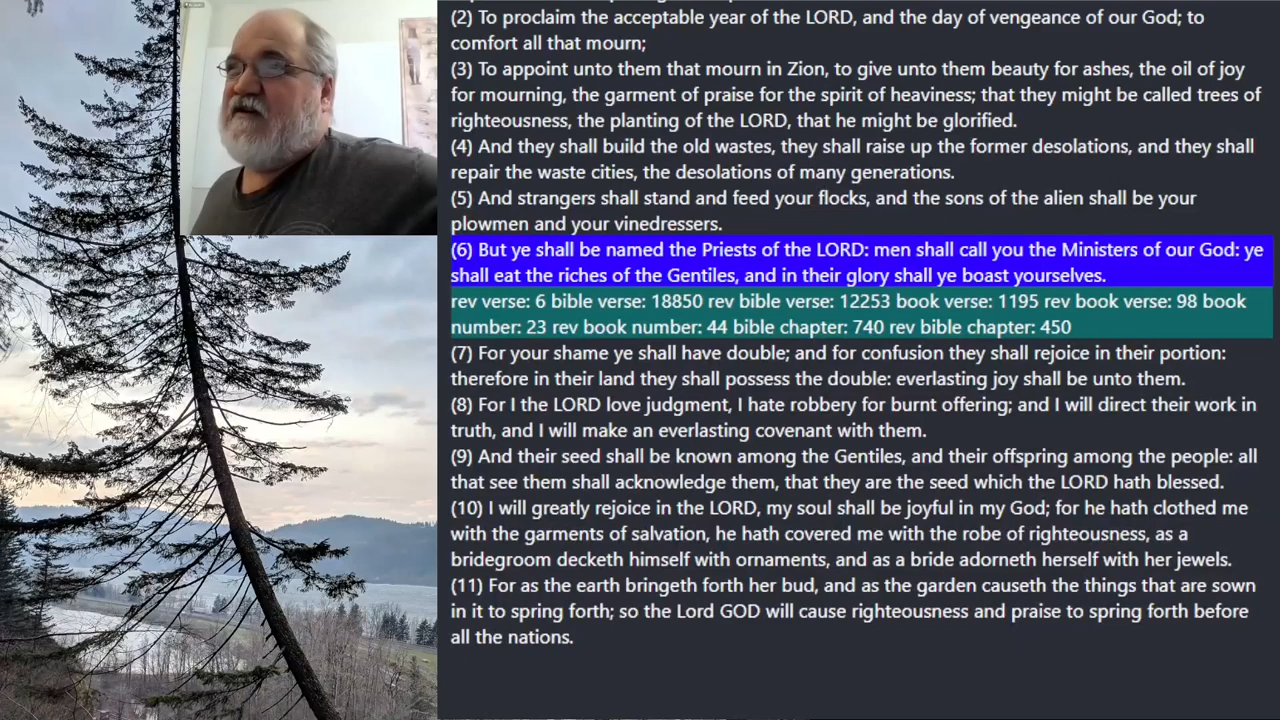 (2) To proclaim the acceptable year of the LORD, and the day of vengeance of our God; to
comfort all that mourn;
(3) To appoint unto them that mourn in Zion, to give unto them beauty for ashes, the oil of joy
for mourning, the garment of praise for the spirit of heaviness; that they might be called trees of
righteousness, the planting of the LORD, that he might be glorified.
(4) And they shall build the old wastes, they shall raise up the former desolations, and they shall
repair the waste cities, the desolations of many generations.
(5) And strangers shall stand and feed your flocks, and the sons of the alien shall be your
plowmen and your vinedressers.
(6) But ye shall be named the Priests of the LORD: men shall call you the Ministers of our God: ye
shall eat the riches of the Gentiles, and in their glory shall ye boast yourselves.
rev verse: 6 bible verse: 18850 rev bible verse: 12253 book verse: 1195 rev book verse: 98 book
number: 23 rev book number: 44 bible chapter: 740 rev bible chapter: 450
(7) For your shame ye shall have double; and for confusion they shall rejoice in their portion:
therefore in their land they shall possess the double: everlasting joy shall be unto them.
(8) For I the LORD love judgment, I hate robbery for burnt offering; and I will direct their work in
truth, and I will make an everlasting covenant with them.
(9) And their seed shall be known among the Gentiles, and their offspring among the people: all
that see them shall acknowledge them, that they are the seed which the LORD hath blessed.
(10) I will greatly rejoice in the LORD, my soul shall be joyful in my God; for he hath clothed me
with the garments of salvation, he hath covered me with the robe of righteousness, as a
bridegroom decketh himself with ornaments, and as a bride adorneth herself with her jewels.
(11) For as the earth bringeth forth her bud, and as the garden causeth the things that are sown
in it to spring forth; so the Lord GOD will cause righteousness and praise to spring forth before
all the nations.